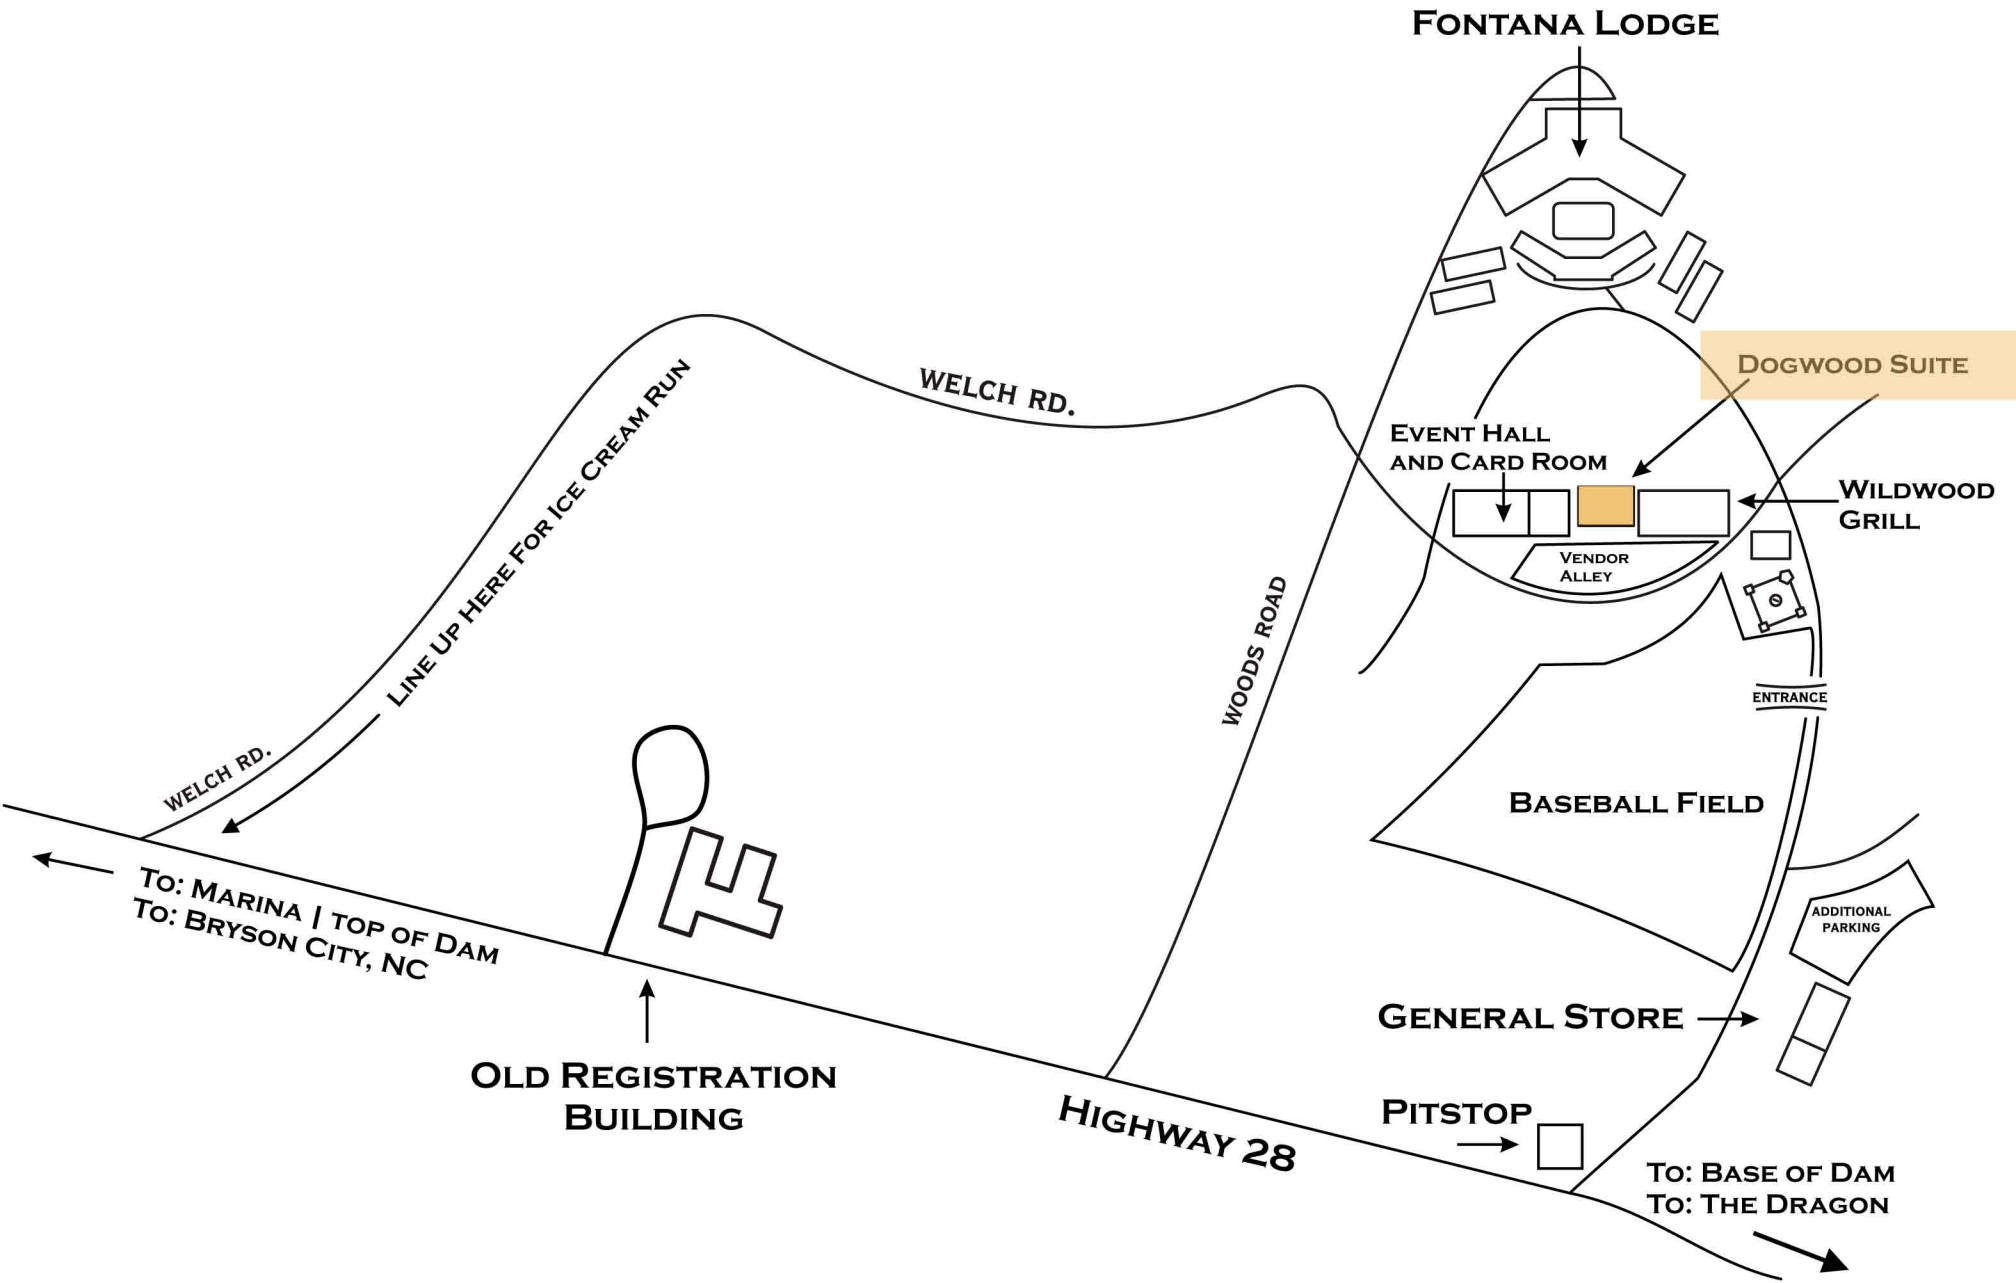 Fontana Lodge
Dogwood Suite
Welch Rd.
Line Up Here For Ice Cream Run
Event Hall
and Card Room
Wildwood
Grill
Vendor
Alley
Woods Road
Entrance
Welch Rd.
Baseball Field
To: Marina | top of Dam
To: Bryson City, NC
Additional
Parking
General Store
Old Registration
Building
Highway 28
Pitstop
To: Base of Dam
To: The Dragon